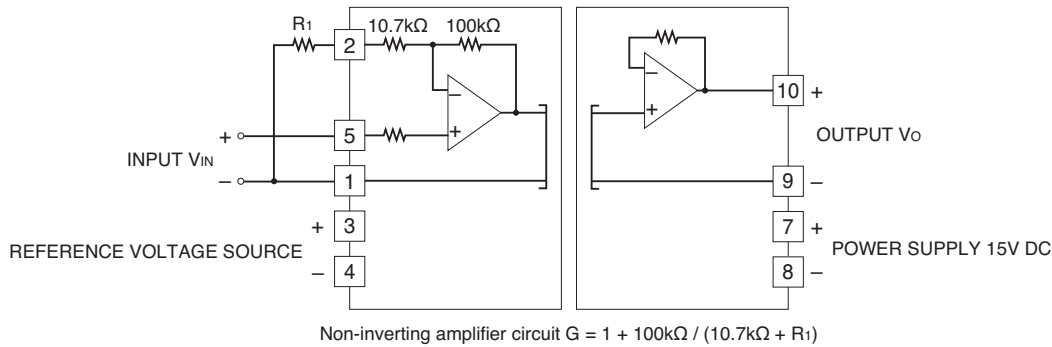 R1
2
10.7kΩ
100kΩ
–
+
5
+
INPUT VIN
–
1
+
3
REFERENCE VOLTAGE SOURCE
–
4
–
+
10
+
OUTPUT VO
9
–
7
+
POWER SUPPLY 15V DC
8
–
Non-inverting amplifier circuit G = 1 + 100kΩ / (10.7kΩ + R1)